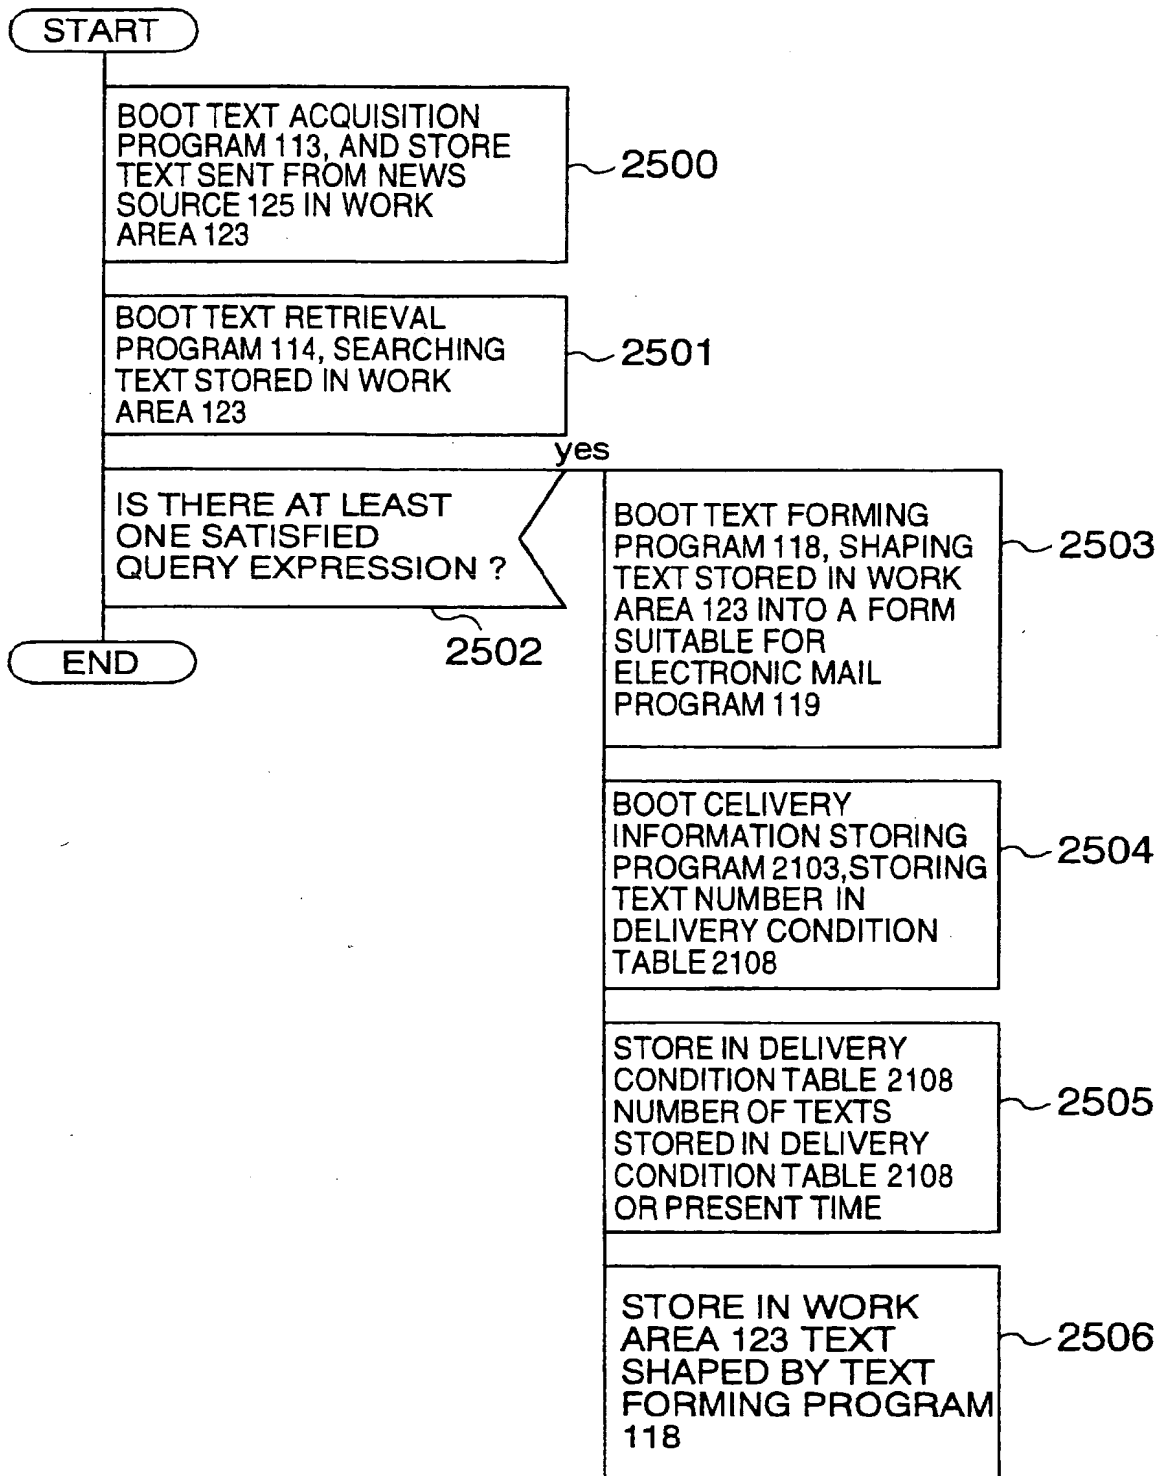 START
BOOT TEXT ACQUISITION
PROGRAM 113, AND STORE
TEXT SENT FROM NEWS
SOURCE 125 IN WORK
AREA 123
2500
BOOT TEXT RETRIEVAL
PROGRAM 114, SEARCHING
TEXT STORED IN WORK
AREA 123
2501
yes
IS THERE AT LEAST
ONE SATISFIED
QUERY EXPRESSION ?
2502
END
BOOT TEXT FORMING
PROGRAM 118, SHAPING
TEXT STORED IN WORK
AREA 123 INTO A FORM
SUITABLE FOR
ELECTRONIC MAIL
PROGRAM 119
2503
BOOT CELIVERY
INFORMATION STORING
PROGRAM 2103,STORING
TEXT NUMBER IN
DELIVERY CONDITION
TABLE 2108
2504
STORE IN DELIVERY
CONDITION TABLE 2108
NUMBER OF TEXTS
STORED IN DELIVERY
CONDITION TABLE 2108
OR PRESENT TIME
2505
STORE IN WORK
AREA 123 TEXT
SHAPED BY TEXT
FORMING PROGRAM
118
2506